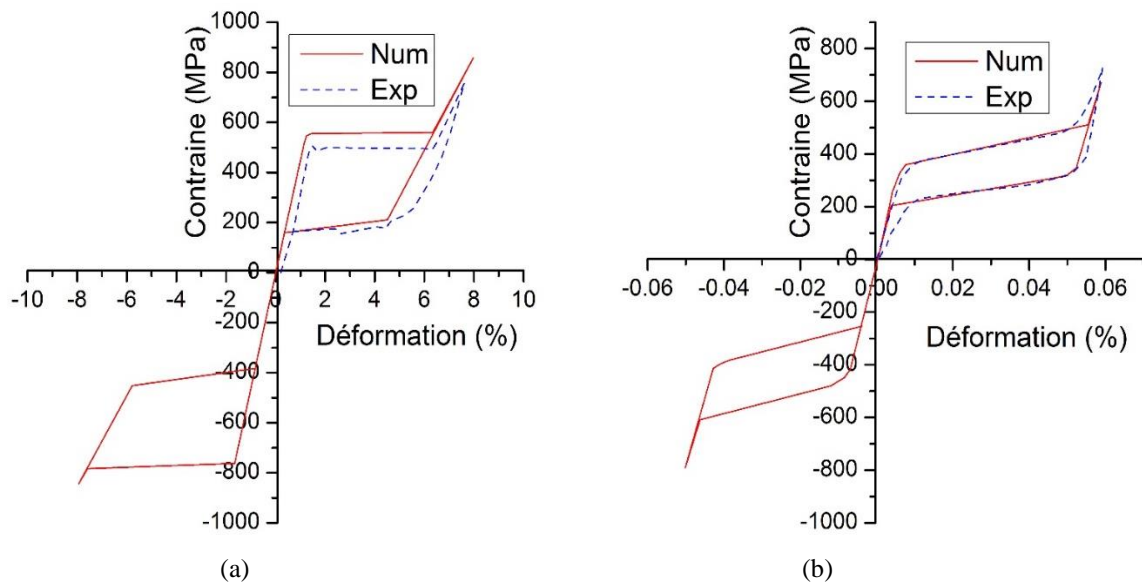 1000
800
600
400
200
0
-200
-400
-600
-800
-1000
-10 -8 -6 -4 -2 0 2 4 6 8 10
Contraine (MPa)
Déformation (%)
Num
Exp
(a)
800
600
400
200
0
-200
-400
-600
-800
-1000
-0.06 -0.04 -0.02 0.00 0.02 0.04 0.06
Contraine (MPa)
Déformation (%)
Num
Exp
(b)